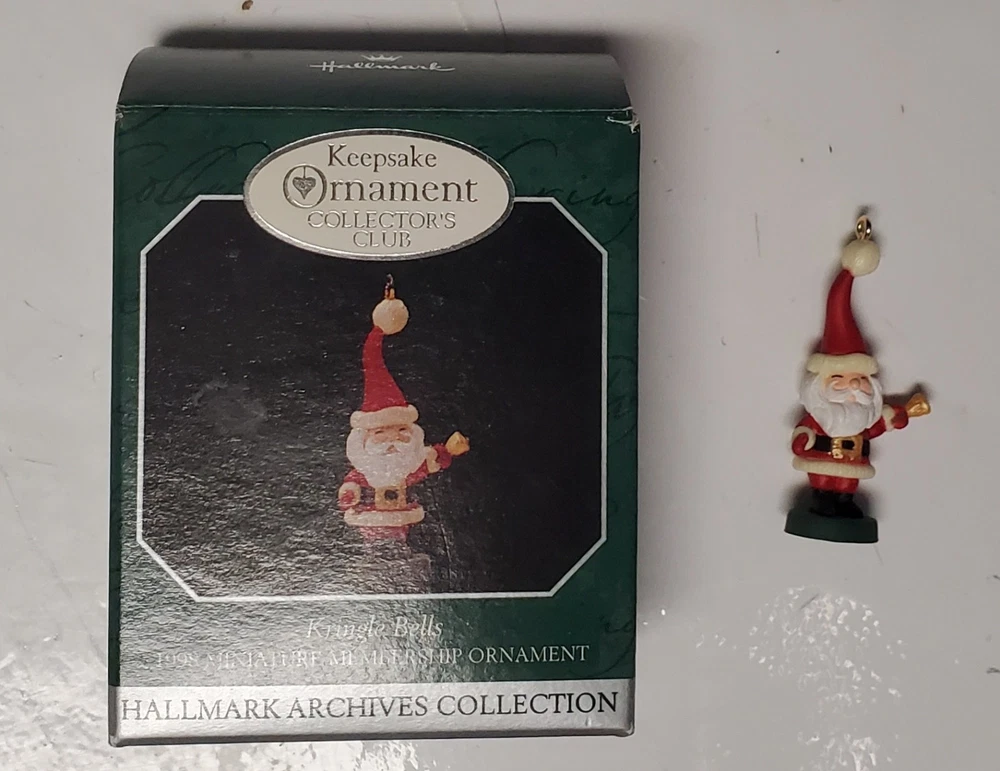 Hallmark
Keepsake
Ornament
COLLECTOR'S
CLUB
Kringle Bells
1998 MINIATURE MEMBERSHIP ORNAMENT
HALLMARK ARCHIVES COLLECTION